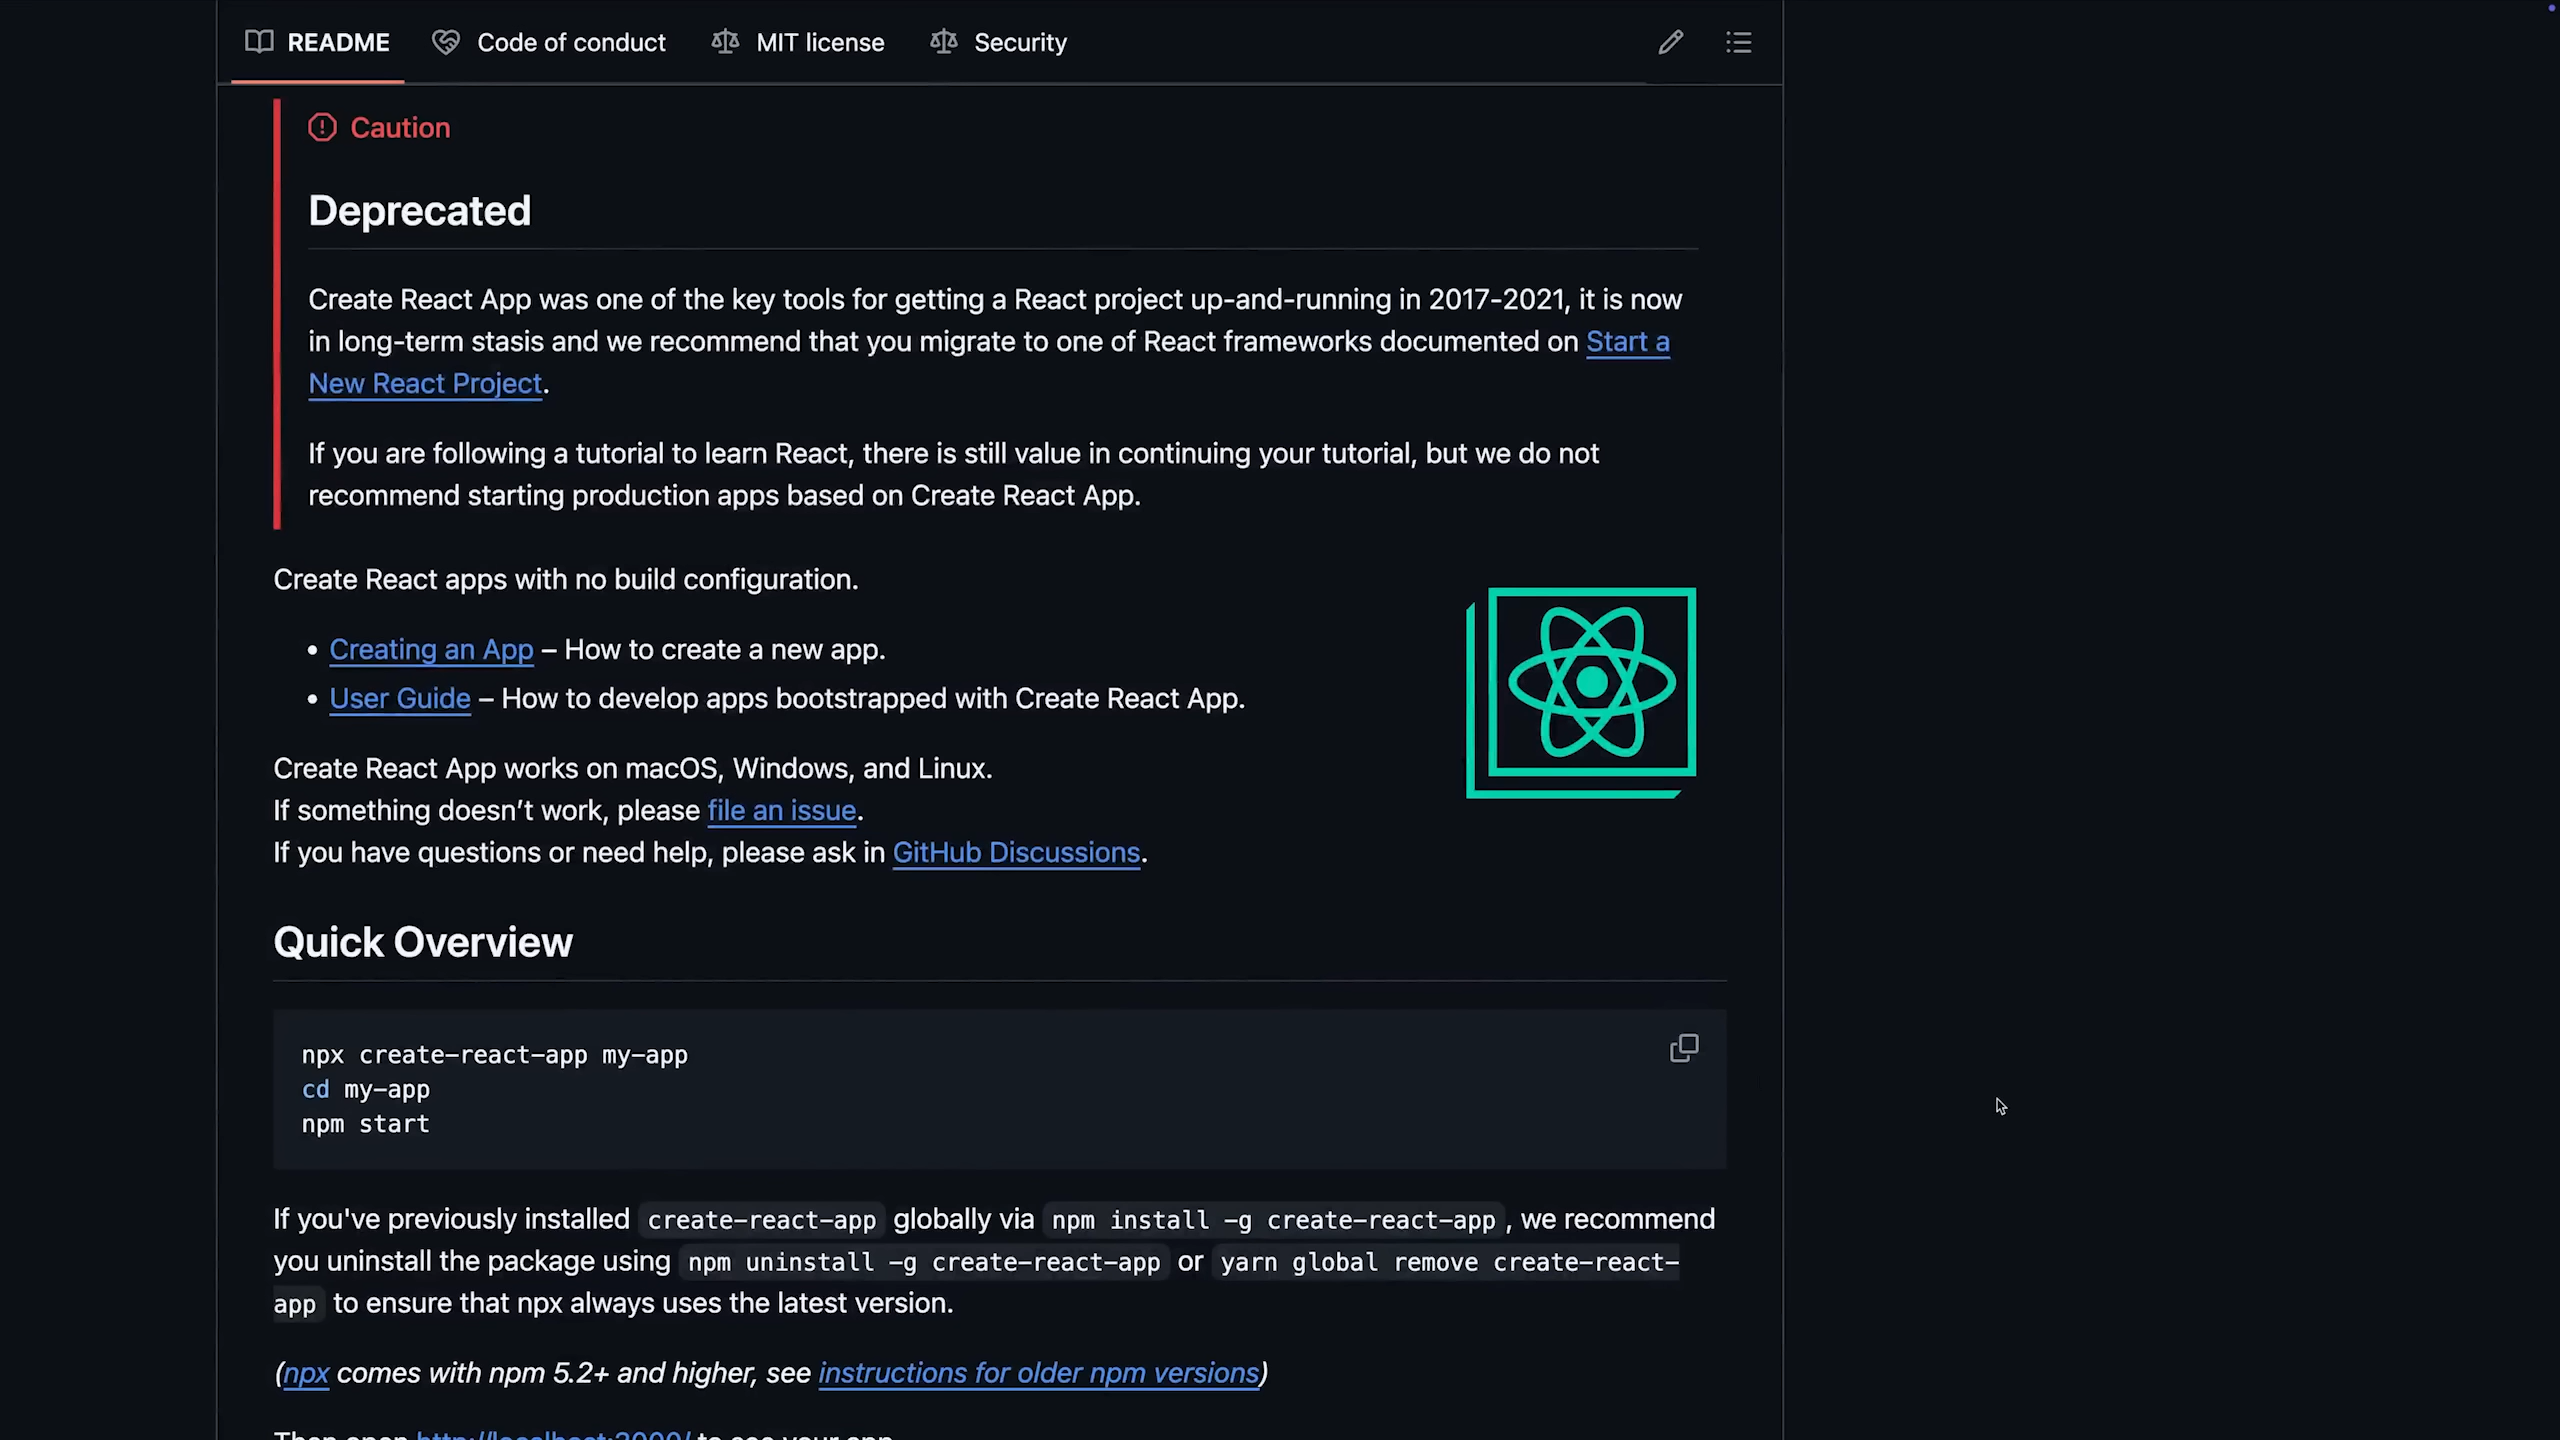 README Code of conduct MIT license Security
Caution
Deprecated
Create React App was one of the key tools for getting a React project up-and-running in 2017-2021, it is now
in long-term stasis and we recommend that you migrate to one of React frameworks documented on Start a
New React Project.
If you are following a tutorial to learn React, there is still value in continuing your tutorial, but we do not
recommend starting production apps based on Create React App.
Create React apps with no build configuration.
• Creating an App – How to create a new app.
• User Guide – How to develop apps bootstrapped with Create React App.
Create React App works on macOS, Windows, and Linux.
If something doesn’t work, please file an issue.
If you have questions or need help, please ask in GitHub Discussions.
Quick Overview
npx create-react-app my-app
cd my-app
npm start
If you've previously installed create-react-app globally via npm install -g create-react-app, we recommend
you uninstall the package using npm uninstall -g create-react-app or yarn global remove create-react-
app to ensure that npx always uses the latest version.
(npx comes with npm 5.2+ and higher, see instructions for older npm versions)
Then open http://localhost:3000/ to see your app.